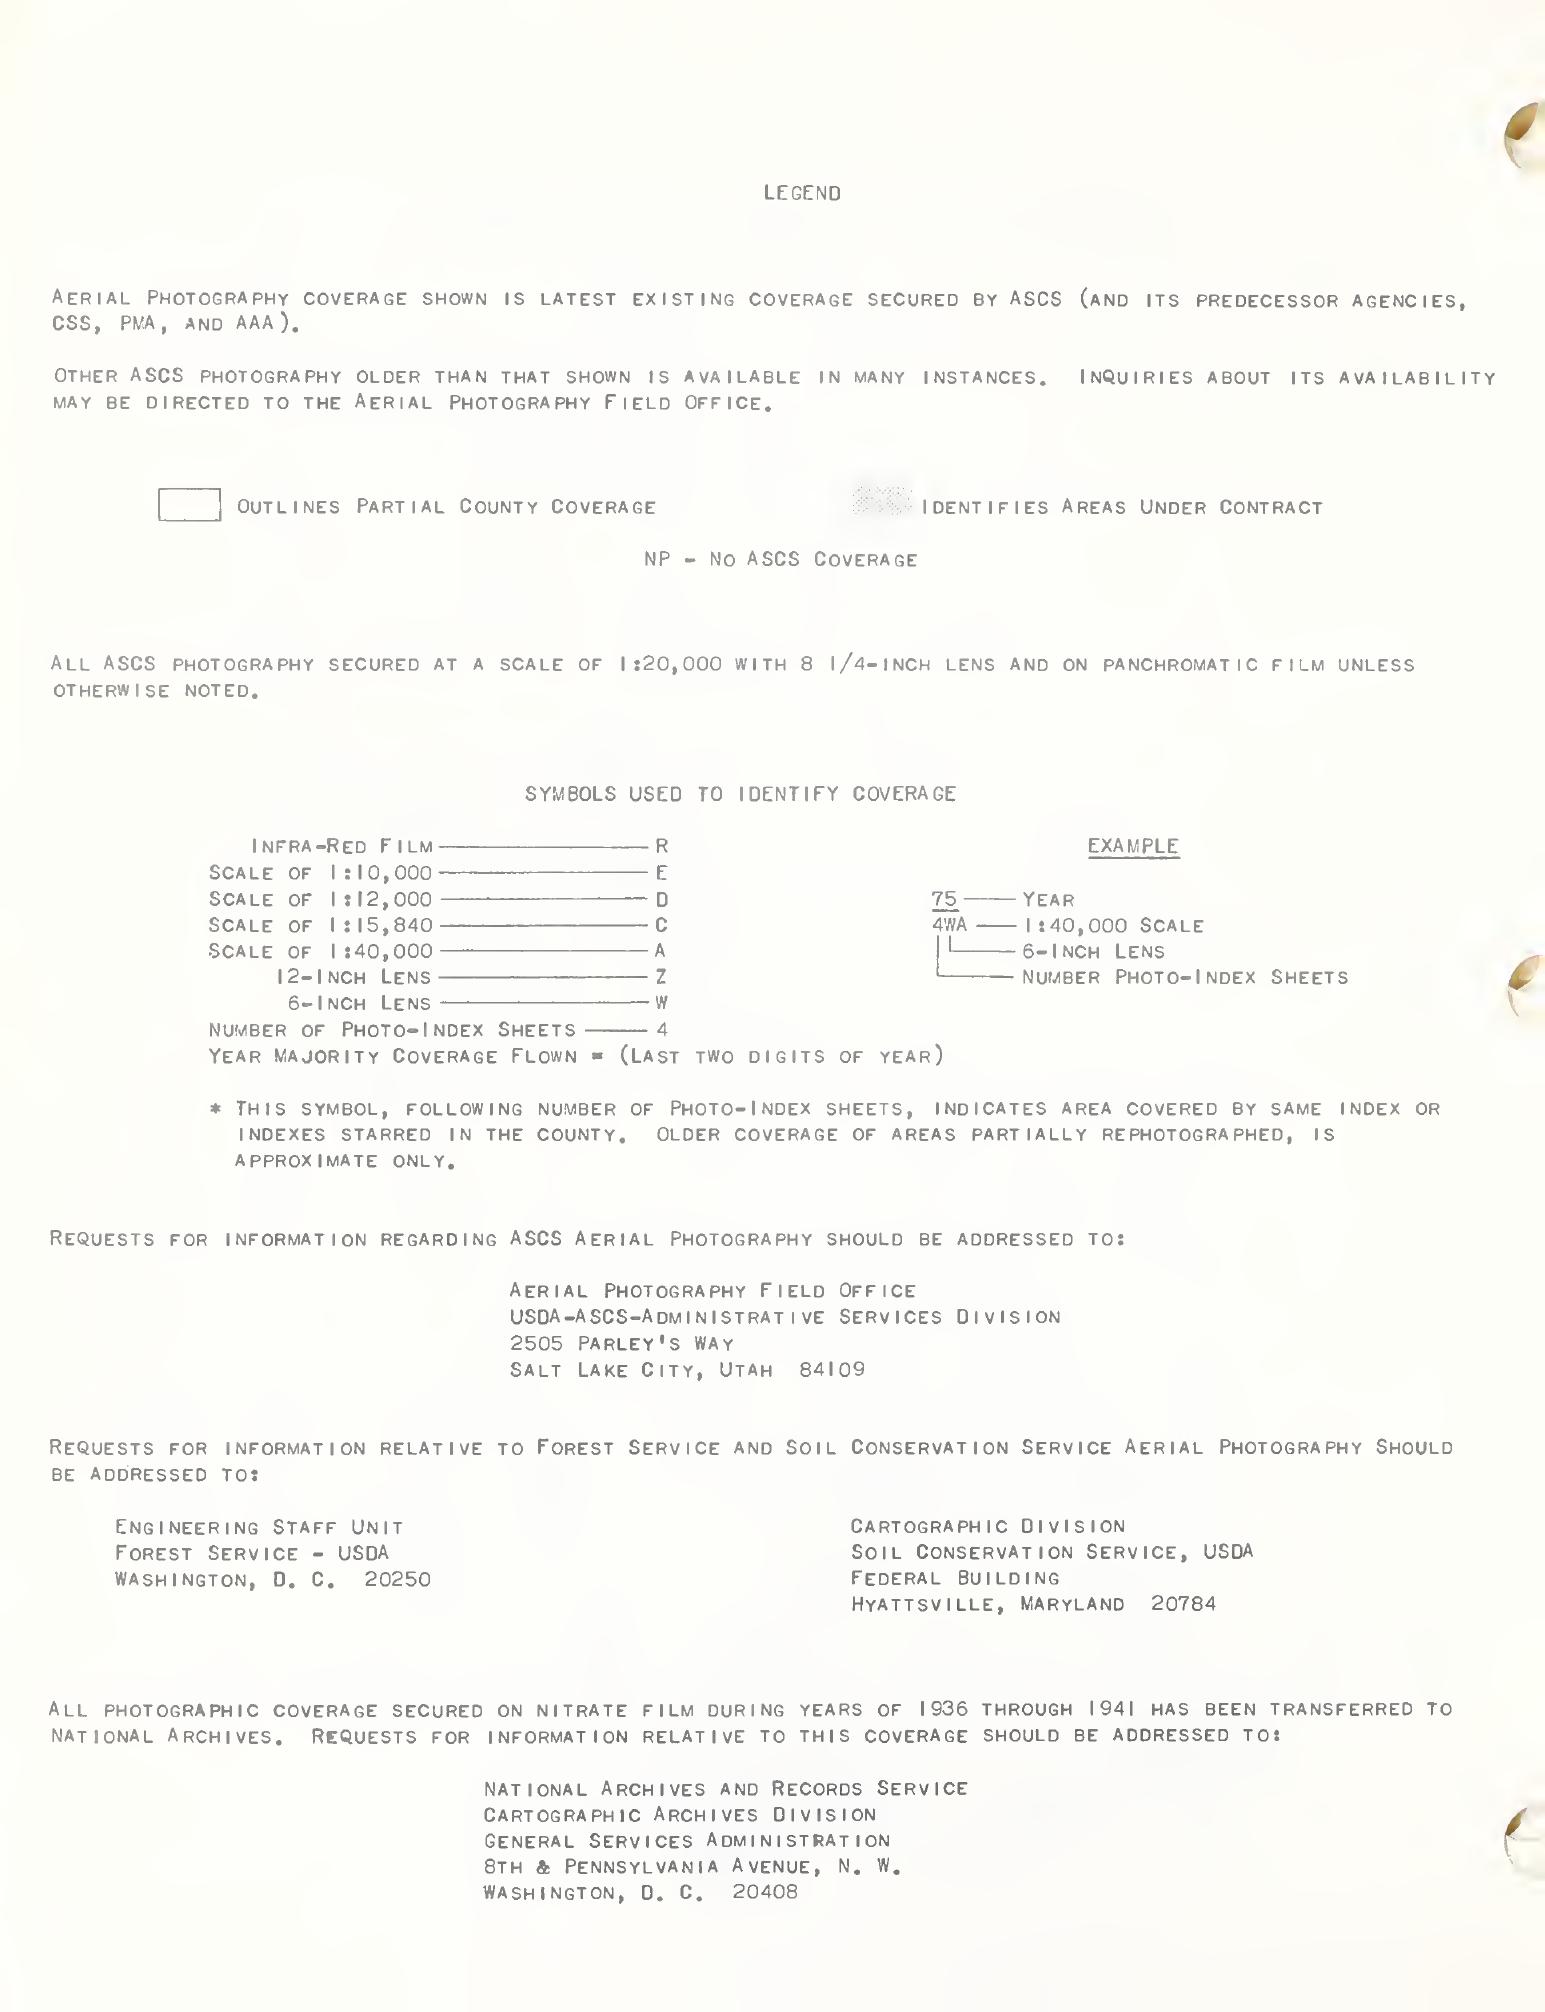 LEGEND
AERIAL PHOTOGRAPHY COVERAGE SHOWN IS LATEST EXISTING COVERAGE SECURED BY ASCS (AND ITS PREDECESSOR AGENCIES,
CSS, PMA, AND AAA).
OTHER ASCS PHOTOGRAPHY OLDER THAN THAT SHOWN IS AVAILABLE IN MANY INSTANCES. INQUIRIES ABOUT ITS AVAILABILITY
MAY BE DIRECTED TO THE AERIAL PHOTOGRAPHY FIELD OFFICE.
OUTLINES PARTIAL COUNTY COVERAGE
IDENTIFIES AREAS UNDER CONTRACT
NP - NO ASCS COVERAGE
ALL ASCS PHOTOGRAPHY SECURED AT A SCALE OF 1:20,000 WITH 8 1/4-INCH LENS AND ON PANCHROMATIC FILM UNLESS
OTHERWISE NOTED.
SYMBOLS USED TO IDENTIFY COVERAGE
INFRA-RED FILM R
SCALE OF 1:10,000 E
SCALE OF 1:12,000 D
SCALE OF 1:15,840 C
SCALE OF 1:40,000 A
12-INCH LENS Z
6-INCH LENS W
NUMBER OF PHOTO-INDEX SHEETS 4
YEAR MAJORITY COVERAGE FLOWN = (LAST TWO DIGITS OF YEAR)
EXAMPLE
75 YEAR
4WA 1:40,000 SCALE
6-INCH LENS
NUMBER PHOTO-INDEX SHEETS
* THIS SYMBOL, FOLLOWING NUMBER OF PHOTO-INDEX SHEETS, INDICATES AREA COVERED BY SAME INDEX OR
INDEXES STARRED IN THE COUNTY. OLDER COVERAGE OF AREAS PARTIALLY REPHOTOGRAPHED, IS
APPROXIMATE ONLY.
REQUESTS FOR INFORMATION REGARDING ASCS AERIAL PHOTOGRAPHY SHOULD BE ADDRESSED TO:
AERIAL PHOTOGRAPHY FIELD OFFICE
USDA-ASCS-ADMINISTRATIVE SERVICES DIVISION
2505 PARLEY'S WAY
SALT LAKE CITY, UTAH 84109
REQUESTS FOR INFORMATION RELATIVE TO FOREST SERVICE AND SOIL CONSERVATION SERVICE AERIAL PHOTOGRAPHY SHOULD
BE ADDRESSED TO:
ENGINEERING STAFF UNIT
FOREST SERVICE - USDA
WASHINGTON, D. C. 20250
CARTOGRAPHIC DIVISION
SOIL CONSERVATION SERVICE, USDA
FEDERAL BUILDING
HYATTSVILLE, MARYLAND 20784
ALL PHOTOGRAPHIC COVERAGE SECURED ON NITRATE FILM DURING YEARS OF 1936 THROUGH 1941 HAS BEEN TRANSFERRED TO
NATIONAL ARCHIVES. REQUESTS FOR INFORMATION RELATIVE TO THIS COVERAGE SHOULD BE ADDRESSED TO:
NATIONAL ARCHIVES AND RECORDS SERVICE
CARTOGRAPHIC ARCHIVES DIVISION
GENERAL SERVICES ADMINISTRATION
8TH & PENNSYLVANIA AVENUE, N. W.
WASHINGTON, D. C. 20408